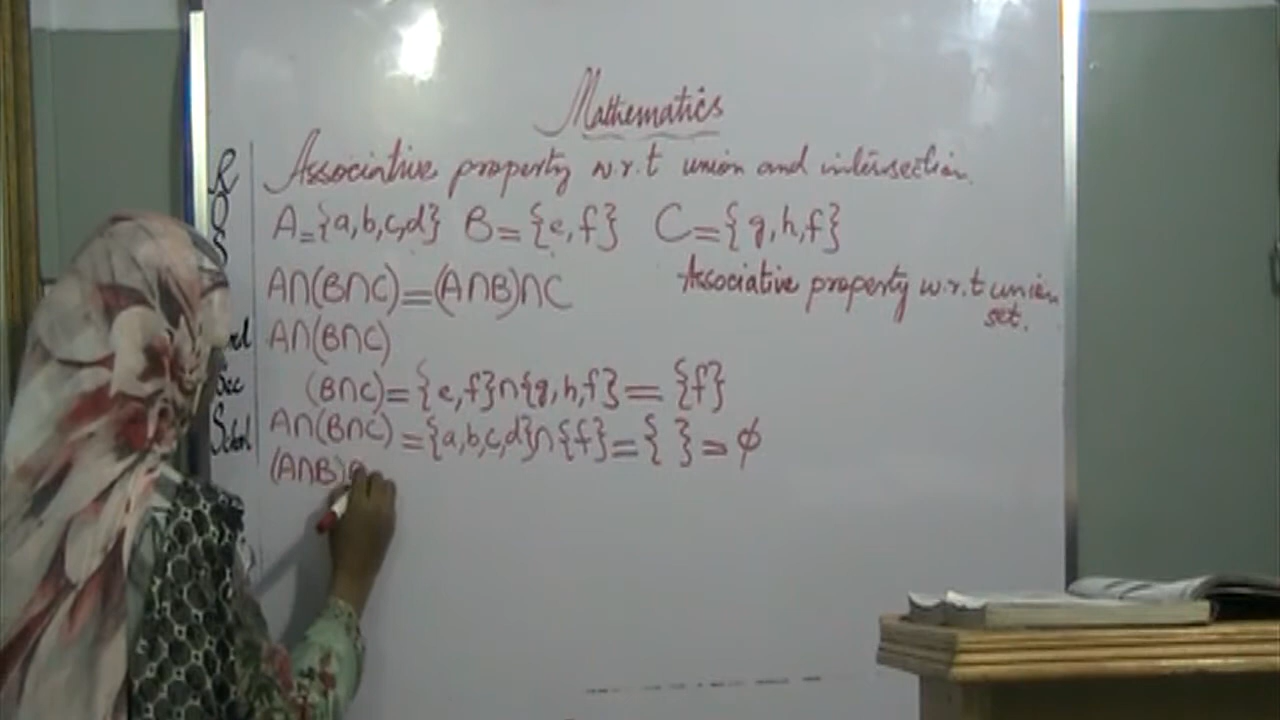 Mathematics
Associative property w.r.t union and intersection.
A={a,b,c,d} B={e,f} C={g,h,f}
A∩(B∩C)=(A∩B)∩C
Associative property w.r.t union
set.
A∩(B∩C)
(B∩C)={e,f}∩{g,h,f}={f}
A∩(B∩C)={a,b,c,d}∩{f}={ }=ϕ
(A∩B)